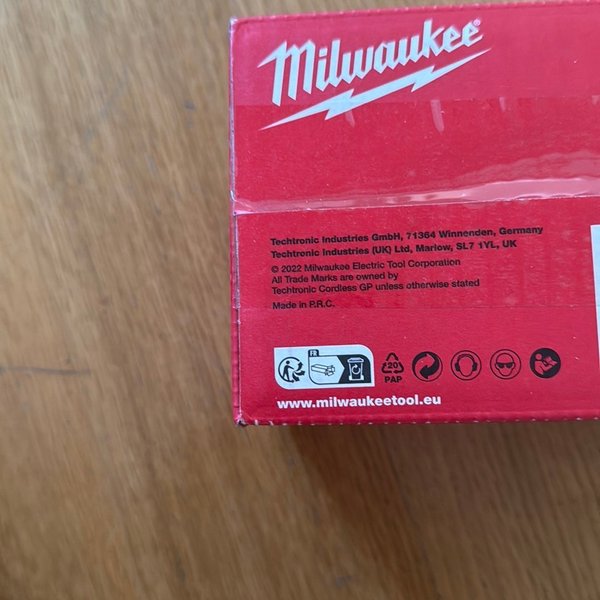 Milwaukee®
Techtronic Industries GmbH, 71364 Winnenden, Germany
Techtronic Industries (UK) Ltd, Marlow, SL7 1YL, UK
© 2022 Milwaukee Electric Tool Corporation
All Trade Marks are owned by
Techtronic Cordless GP unless otherwise stated
Made in P.R.C.
FR
20
PAP
www.milwaukeetool.eu